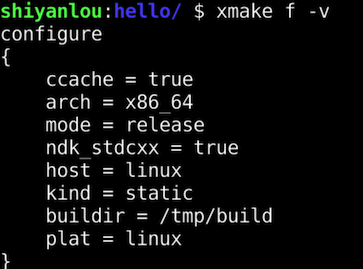 shiyanlou:hello/ $ xmake f -v
configure
{
    ccache = true
    arch = x86_64
    mode = release
    ndk_stdcxx = true
    host = linux
    kind = static
    buildir = /tmp/build
    plat = linux
}